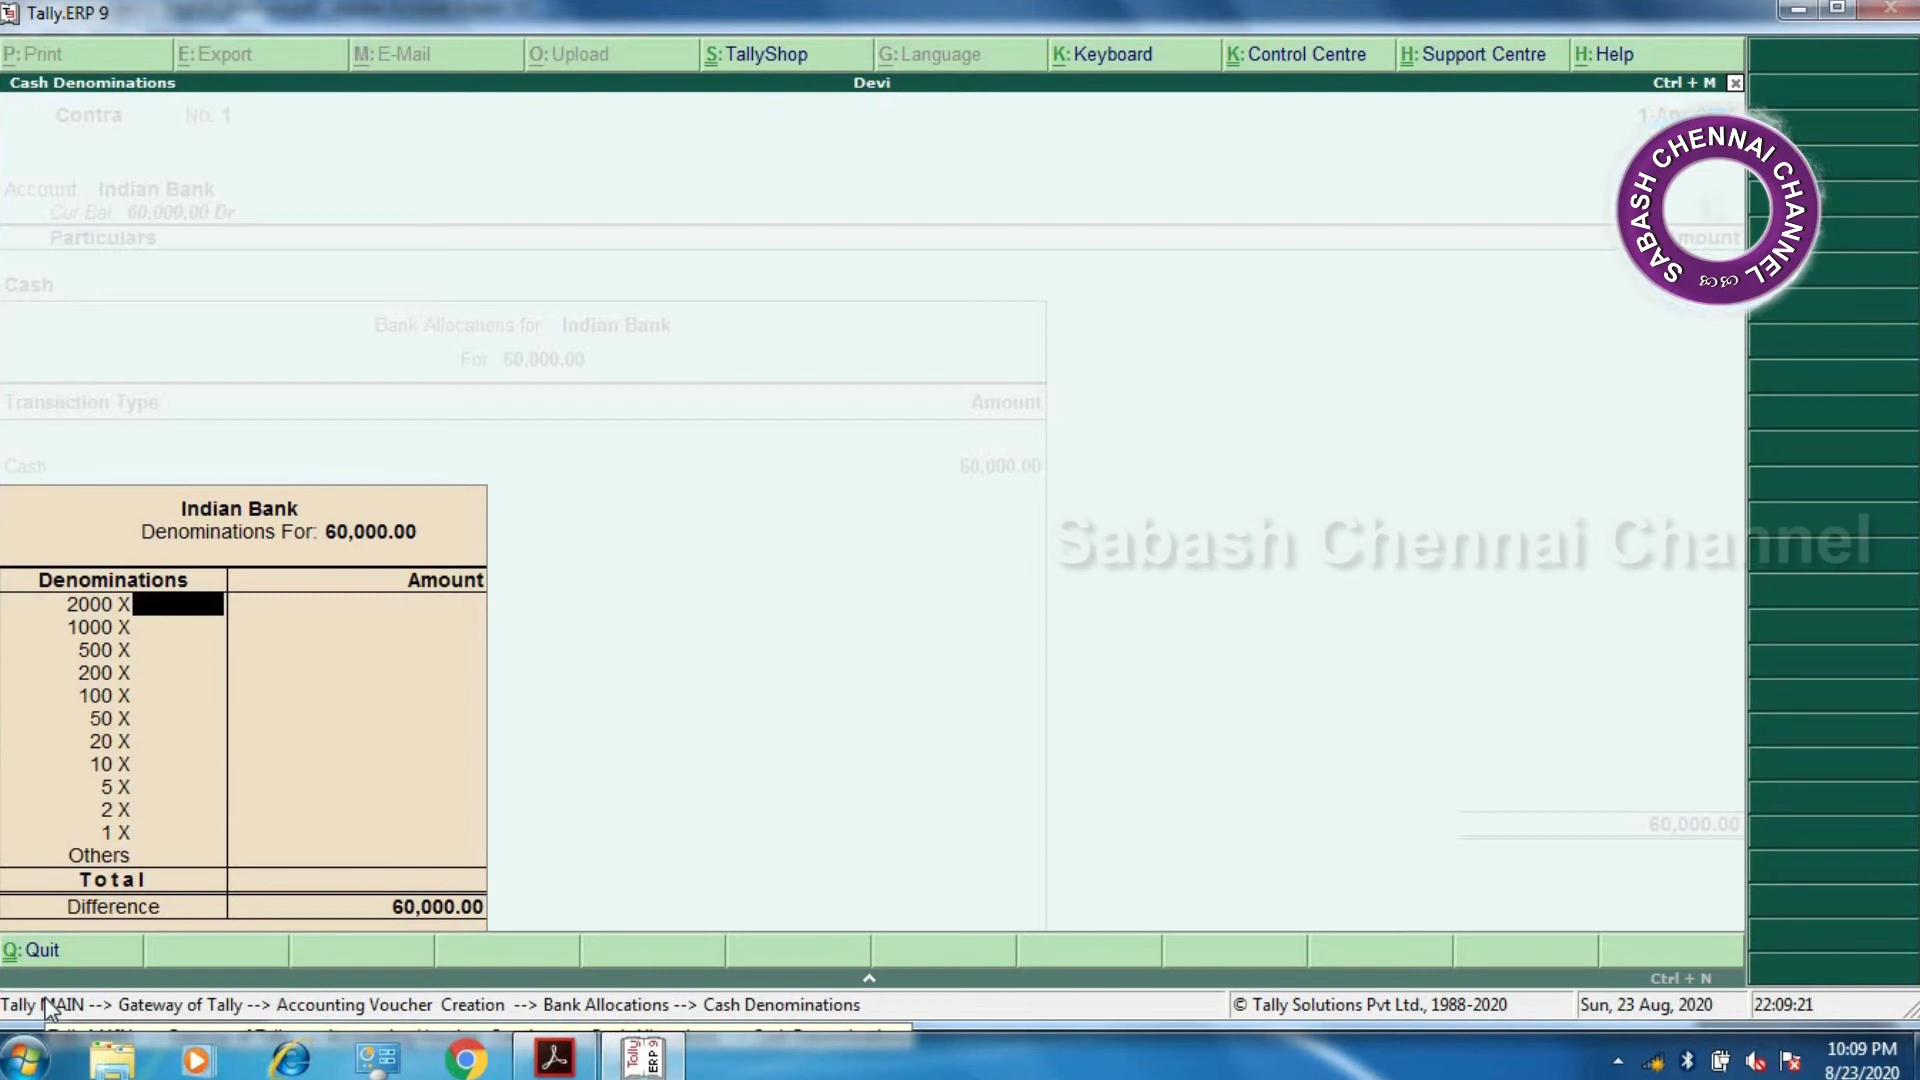 Tally.ERP 9
P: Print E: Export M: E-Mail O: Upload S: TallyShop G: Language K: Keyboard K: Control Centre H: Support Centre H: Help
Cash Denominations Devi Ctrl + M
Contra No. 1
SABASH CHENNAI CHANNEL
Account Indian Bank
Cur Bal: 60,000.00 Dr
Particulars
Cash
Bank Allocations for Indian Bank
For 60,000.00
Transaction Type Amount
Cash 60,000.00
Indian Bank
Denominations For: 60,000.00
Sabash Chennai Channel
Denominations Amount
2000 X
1000 X
500 X
200 X
100 X
50 X
20 X
10 X
5 X
2 X
1 X
60,000.00
Others
Total
Difference 60,000.00
Q: Quit
Ctrl + N
Tally MAIN --> Gateway of Tally --> Accounting Voucher Creation --> Bank Allocations --> Cash Denominations © Tally Solutions Pvt Ltd., 1988-2020 Sun, 23 Aug, 2020 22:09:21
Tally ERP 9
10:09 PM
8/23/2020